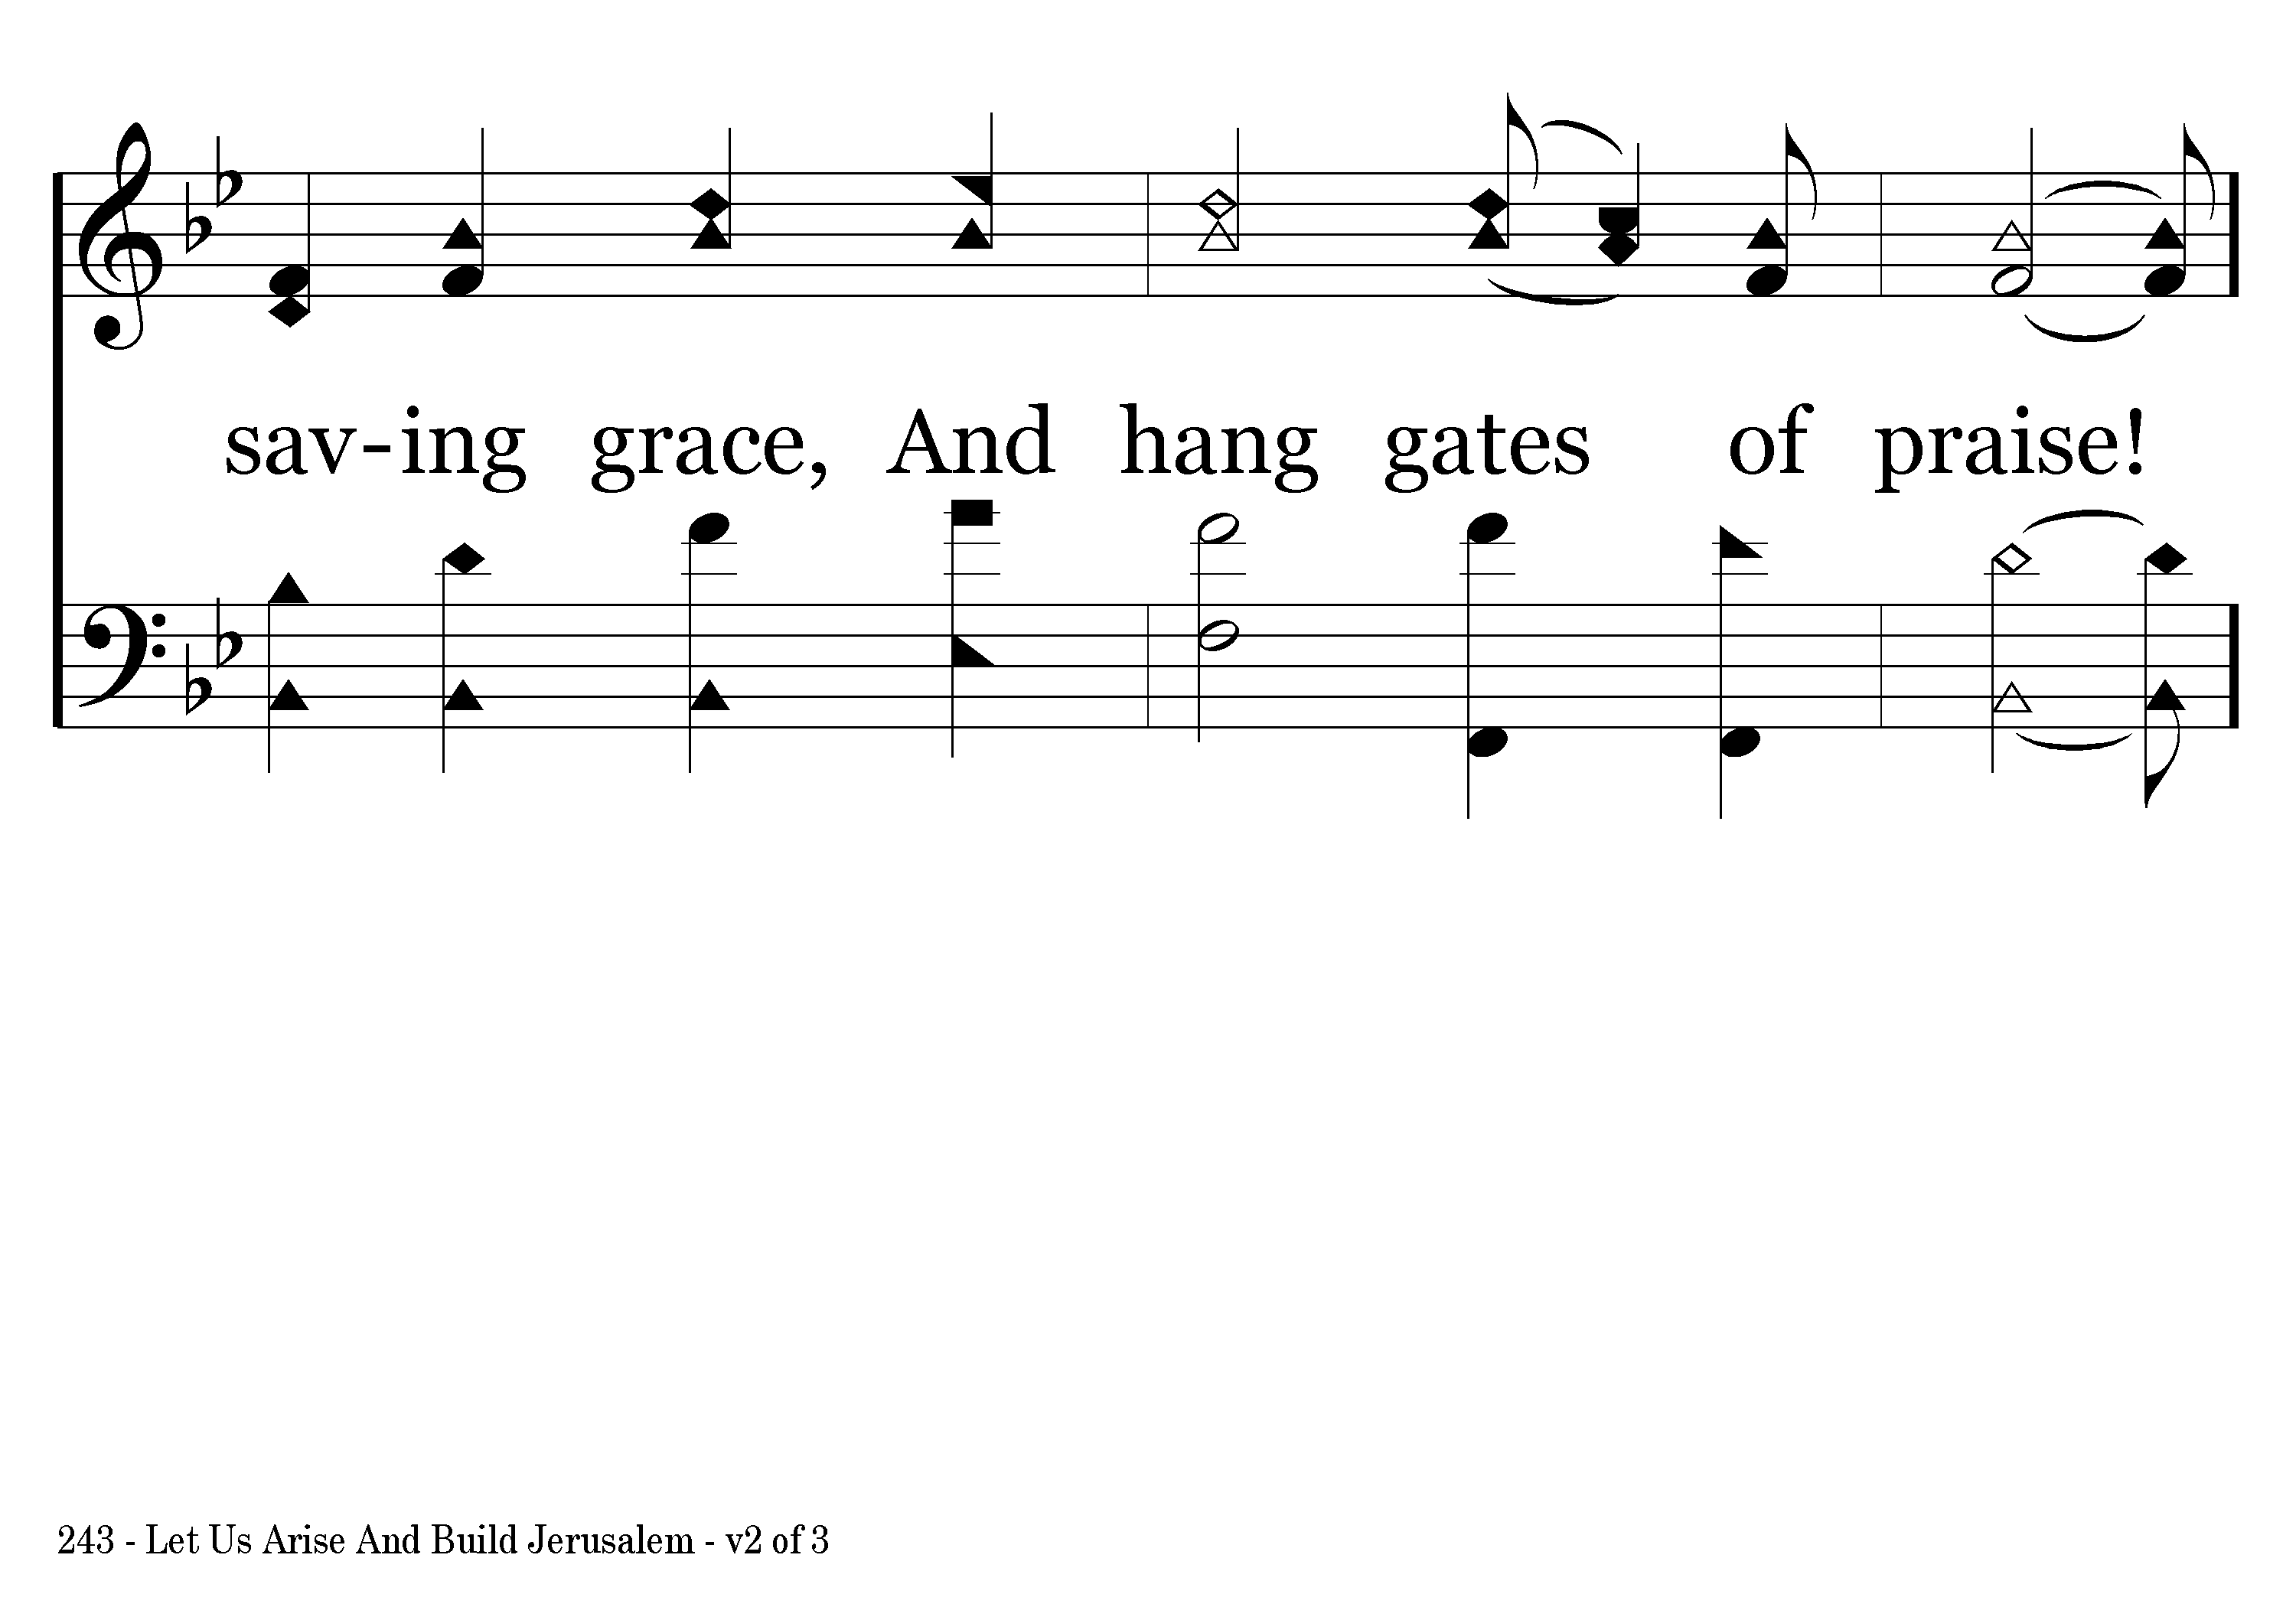 sav-ing grace, And hang gates of praise!
243 - Let Us Arise And Build Jerusalem - v2 of 3